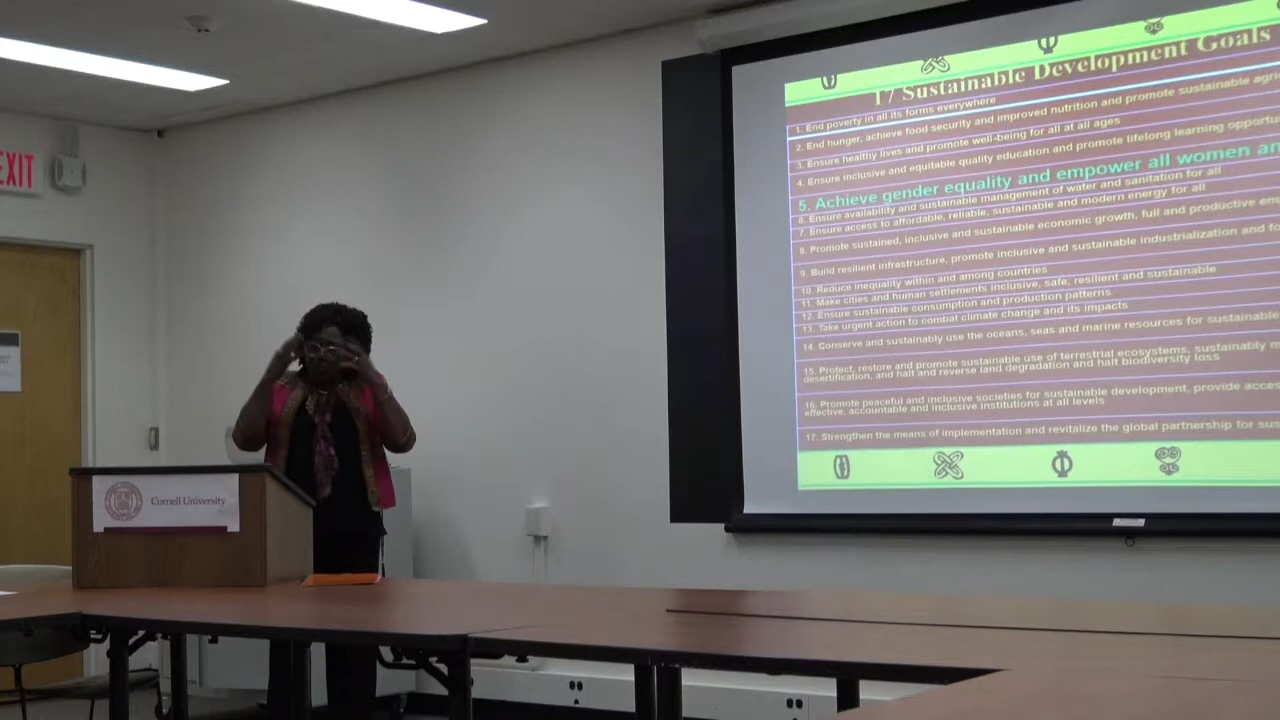 EXIT
Cornell University
17 Sustainable Development Goals
1. End poverty in all its forms everywhere
2. End hunger, achieve food security and improved nutrition and promote sustainable agri
3. Ensure healthy lives and promote well-being for all at all ages
4. Ensure inclusive and equitable quality education and promote lifelong learning opportu
5. Achieve gender equality and empower all women an
6. Ensure availability and sustainable management of water and sanitation for all
7. Ensure access to affordable, reliable, sustainable and modern energy for all
8. Promote sustained, inclusive and sustainable economic growth, full and productive em
9. Build resilient infrastructure, promote inclusive and sustainable industrialization and fo
10. Reduce inequality within and among countries
11. Make cities and human settlements inclusive, safe, resilient and sustainable
12. Ensure sustainable consumption and production patterns
13. Take urgent action to combat climate change and its impacts
14. Conserve and sustainably use the oceans, seas and marine resources for sustainable
15. Protect, restore and promote sustainable use of terrestrial ecosystems, sustainably m
desertification, and halt and reverse land degradation and halt biodiversity loss
16. Promote peaceful and inclusive societies for sustainable development, provide acces
effective, accountable and inclusive institutions at all levels
17. Strengthen the means of implementation and revitalize the global partnership for sus